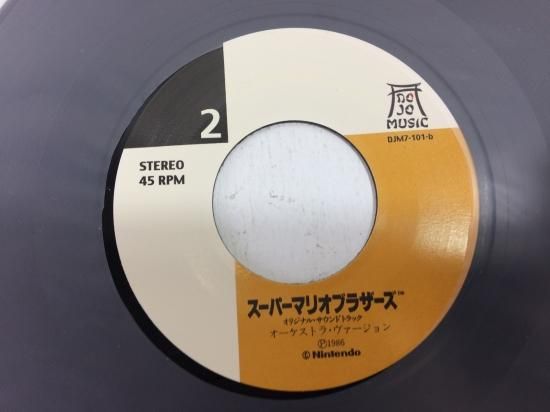 2
STEREO
45 RPM
DO
JO
MUSIC
DJM7-101-b
スーパーマリオブラザーズ™
オリジナル・サウンドトラック
オーケストラ・ヴァージョン
Ⓟ1986
© Nintendo